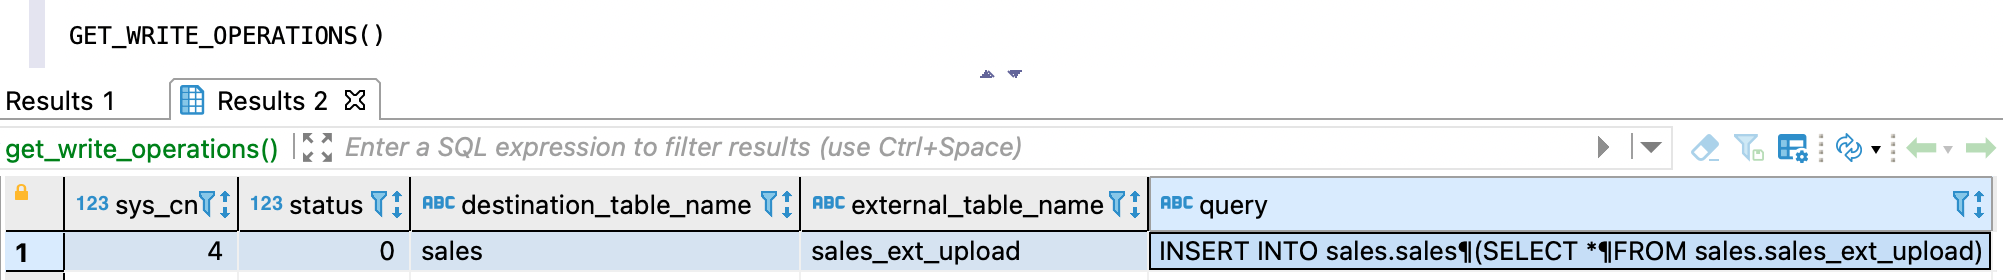 GET_WRITE_OPERATIONS()
Results 1 Results 2
get_write_operations() Enter a SQL expression to filter results (use Ctrl+Space)
123 sys_cn 123 status ABC destination_table_name ABC external_table_name ABC query
1 4 0 sales sales_ext_upload INSERT INTO sales.sales¶(SELECT *¶FROM sales.sales_ext_upload)